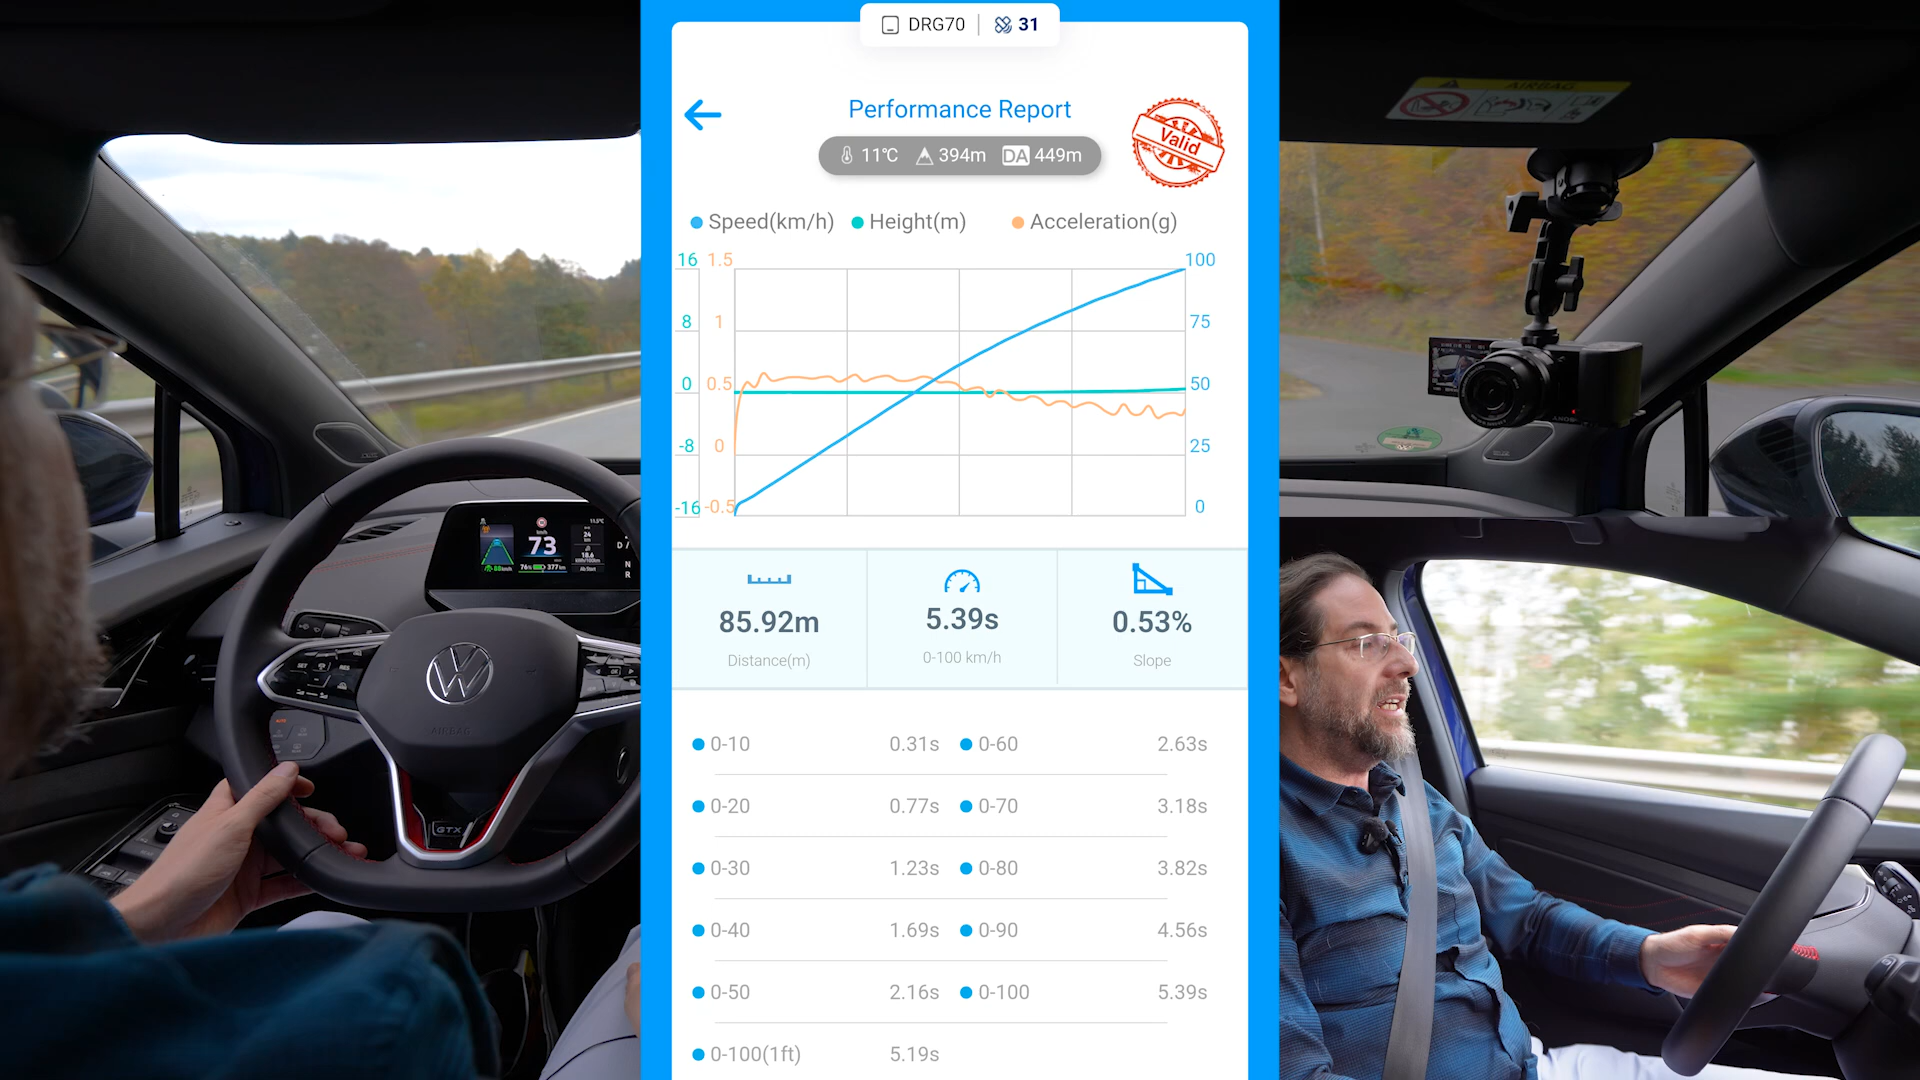 DRG70 31
Performance Report
11℃ 394m DA 449m
Valid
Speed(km/h) Height(m) Acceleration(g)
16 1.5 100
8 1 75
0 0.5 50
-8 0 25
-16 -0.5 0
85.92m 5.39s 0.53%
Distance(m) 0-100 km/h Slope
0-10 0.31s 0-60 2.63s
0-20 0.77s 0-70 3.18s
0-30 1.23s 0-80 3.82s
0-40 1.69s 0-90 4.56s
0-50 2.16s 0-100 5.39s
0-100(1ft) 5.19s
73
D /
N
R
AIRBAG
GTX
AIRBAG